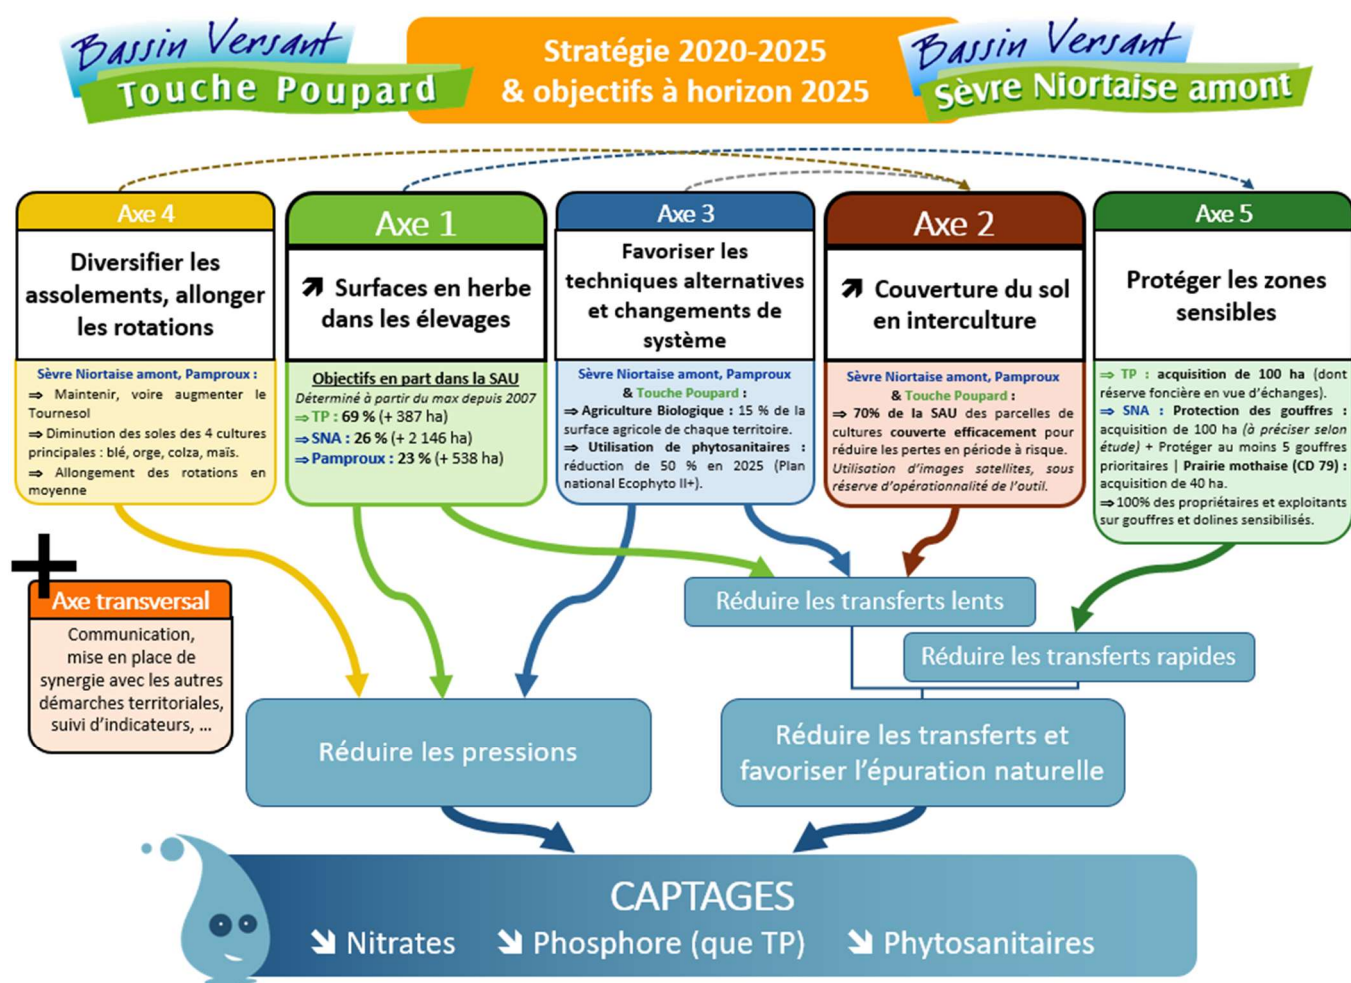 Bassin Versant
Touche Poupard
Stratégie 2020-2025
& objectifs à horizon 2025
Bassin Versant
Sèvre Niortaise amont
Axe 4
Diversifier les
assolements, allonger
les rotations
Sèvre Niortaise amont, Pamproux :
⇒ Maintenir, voire augmenter le
Tournesol
⇒ Diminution des soles des 4 cultures
principales : blé, orge, colza, maïs.
⇒ Allongement des rotations en
moyenne
Axe 1
↗ Surfaces en herbe
dans les élevages
Objectifs en part dans la SAU
Déterminé à partir du max depuis 2007
⇒ TP : 69 % (+ 387 ha)
⇒ SNA : 26 % (+ 2 146 ha)
⇒ Pamproux : 23 % (+ 538 ha)
Axe 3
Favoriser les
techniques alternatives
et changements de
système
Sèvre Niortaise amont, Pamproux
& Touche Poupard :
⇒ Agriculture Biologique : 15 % de la
surface agricole de chaque territoire.
⇒ Utilisation de phytosanitaires :
réduction de 50 % en 2025 (Plan
national Ecophyto II+).
Axe 2
↗ Couverture du sol
en interculture
Sèvre Niortaise amont, Pamproux
& Touche Poupard :
⇒ 70% de la SAU des parcelles de
cultures couverte efficacement pour
réduire les pertes en période à risque.
Utilisation d'images satellites, sous
réserve d'opérationnalité de l'outil.
Axe 5
Protéger les zones
sensibles
⇒ TP : acquisition de 100 ha (dont
réserve foncière en vue d'échanges).
⇒ SNA : Protection des gouffres :
acquisition de 100 ha (à préciser selon
étude) + Protéger au moins 5 gouffres
prioritaires | Prairie mothaise (CD 79) :
acquisition de 40 ha.
⇒ 100% des propriétaires et exploitants
sur gouffres et dolines sensibilisés.
+
Axe transversal
Communication,
mise en place de
synergie avec les autres
démarches territoriales,
suivi d'indicateurs, ...
Réduire les transferts lents
Réduire les transferts rapides
Réduire les pressions
Réduire les transferts et
favoriser l'épuration naturelle
CAPTAGES
↘ Nitrates ↘ Phosphore (que TP) ↘ Phytosanitaires